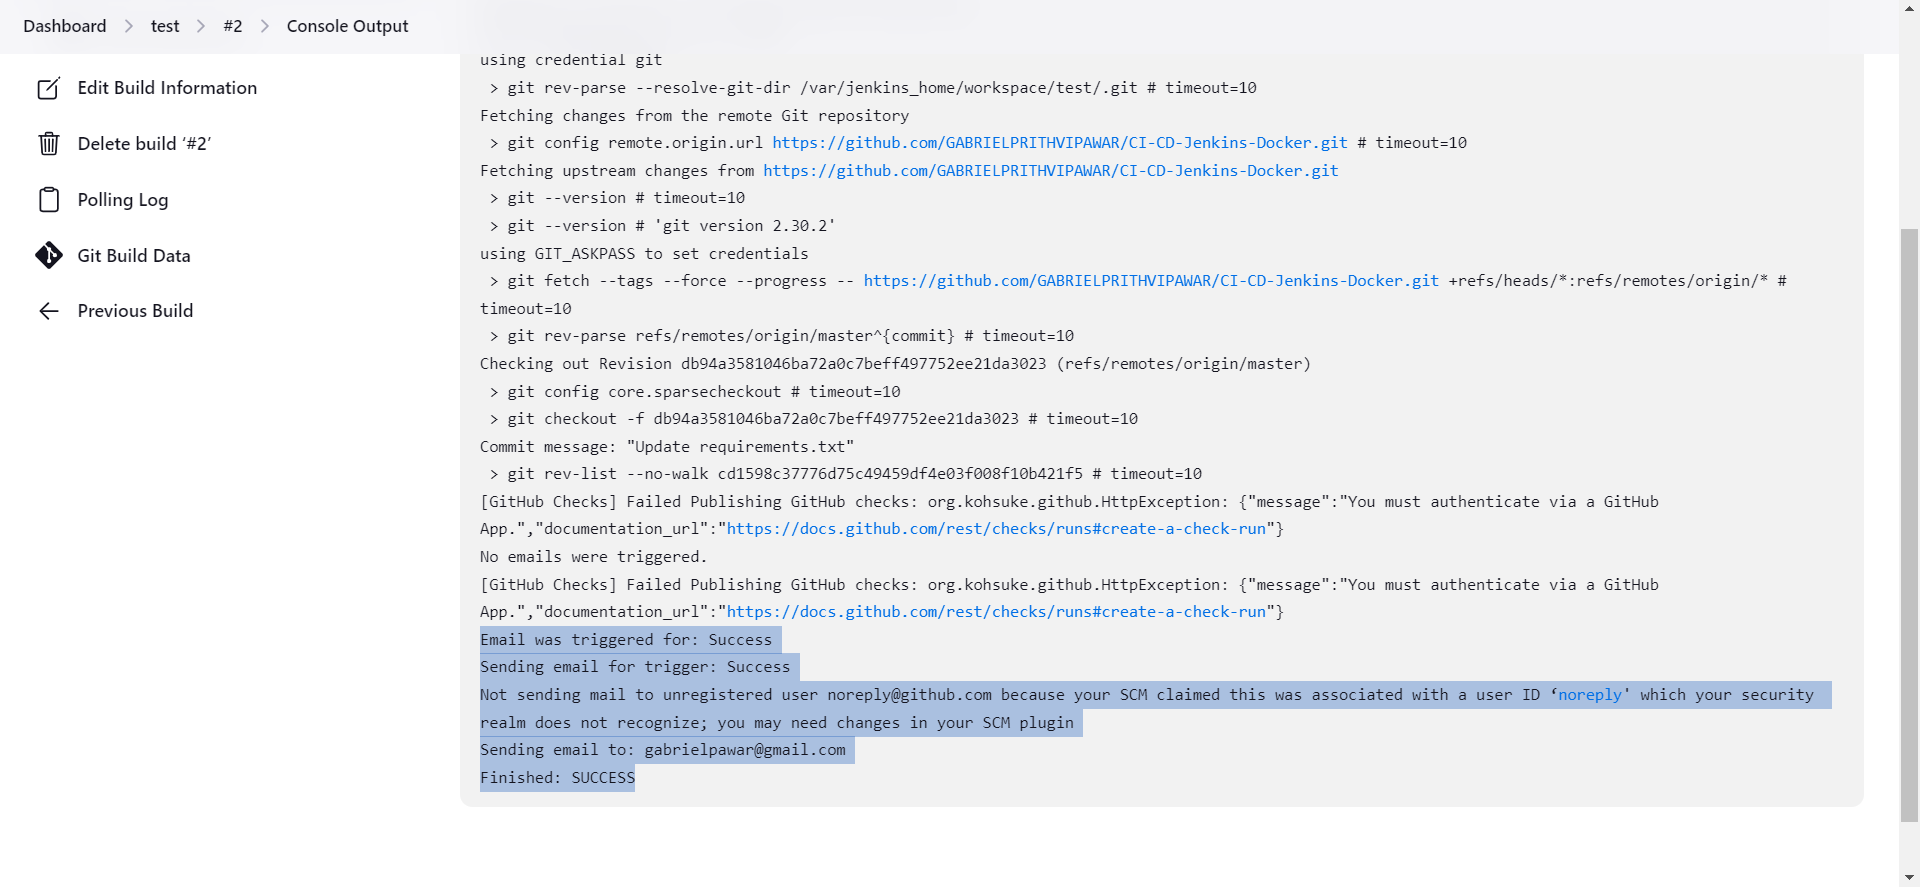 Dashboard > test > #2 > Console Output
Edit Build Information
Delete build ‘#2’
Polling Log
Git Build Data
Previous Build
using credential git
> git rev-parse --resolve-git-dir /var/jenkins_home/workspace/test/.git # timeout=10
Fetching changes from the remote Git repository
> git config remote.origin.url https://github.com/GABRIELPRITHVIPAWAR/CI-CD-Jenkins-Docker.git # timeout=10
Fetching upstream changes from https://github.com/GABRIELPRITHVIPAWAR/CI-CD-Jenkins-Docker.git
> git --version # timeout=10
> git --version # 'git version 2.30.2'
using GIT_ASKPASS to set credentials
> git fetch --tags --force --progress -- https://github.com/GABRIELPRITHVIPAWAR/CI-CD-Jenkins-Docker.git +refs/heads/*:refs/remotes/origin/* #
timeout=10
> git rev-parse refs/remotes/origin/master^{commit} # timeout=10
Checking out Revision db94a3581046ba72a0c7beff497752ee21da3023 (refs/remotes/origin/master)
> git config core.sparsecheckout # timeout=10
> git checkout -f db94a3581046ba72a0c7beff497752ee21da3023 # timeout=10
Commit message: "Update requirements.txt"
> git rev-list --no-walk cd1598c37776d75c49459df4e03f008f10b421f5 # timeout=10
[GitHub Checks] Failed Publishing GitHub checks: org.kohsuke.github.HttpException: {"message":"You must authenticate via a GitHub
App.","documentation_url":"https://docs.github.com/rest/checks/runs#create-a-check-run"}
No emails were triggered.
[GitHub Checks] Failed Publishing GitHub checks: org.kohsuke.github.HttpException: {"message":"You must authenticate via a GitHub
App.","documentation_url":"https://docs.github.com/rest/checks/runs#create-a-check-run"}
Email was triggered for: Success
Sending email for trigger: Success
Not sending mail to unregistered user noreply@github.com because your SCM claimed this was associated with a user ID ‘noreply' which your security
realm does not recognize; you may need changes in your SCM plugin
Sending email to: gabrielpawar@gmail.com
Finished: SUCCESS